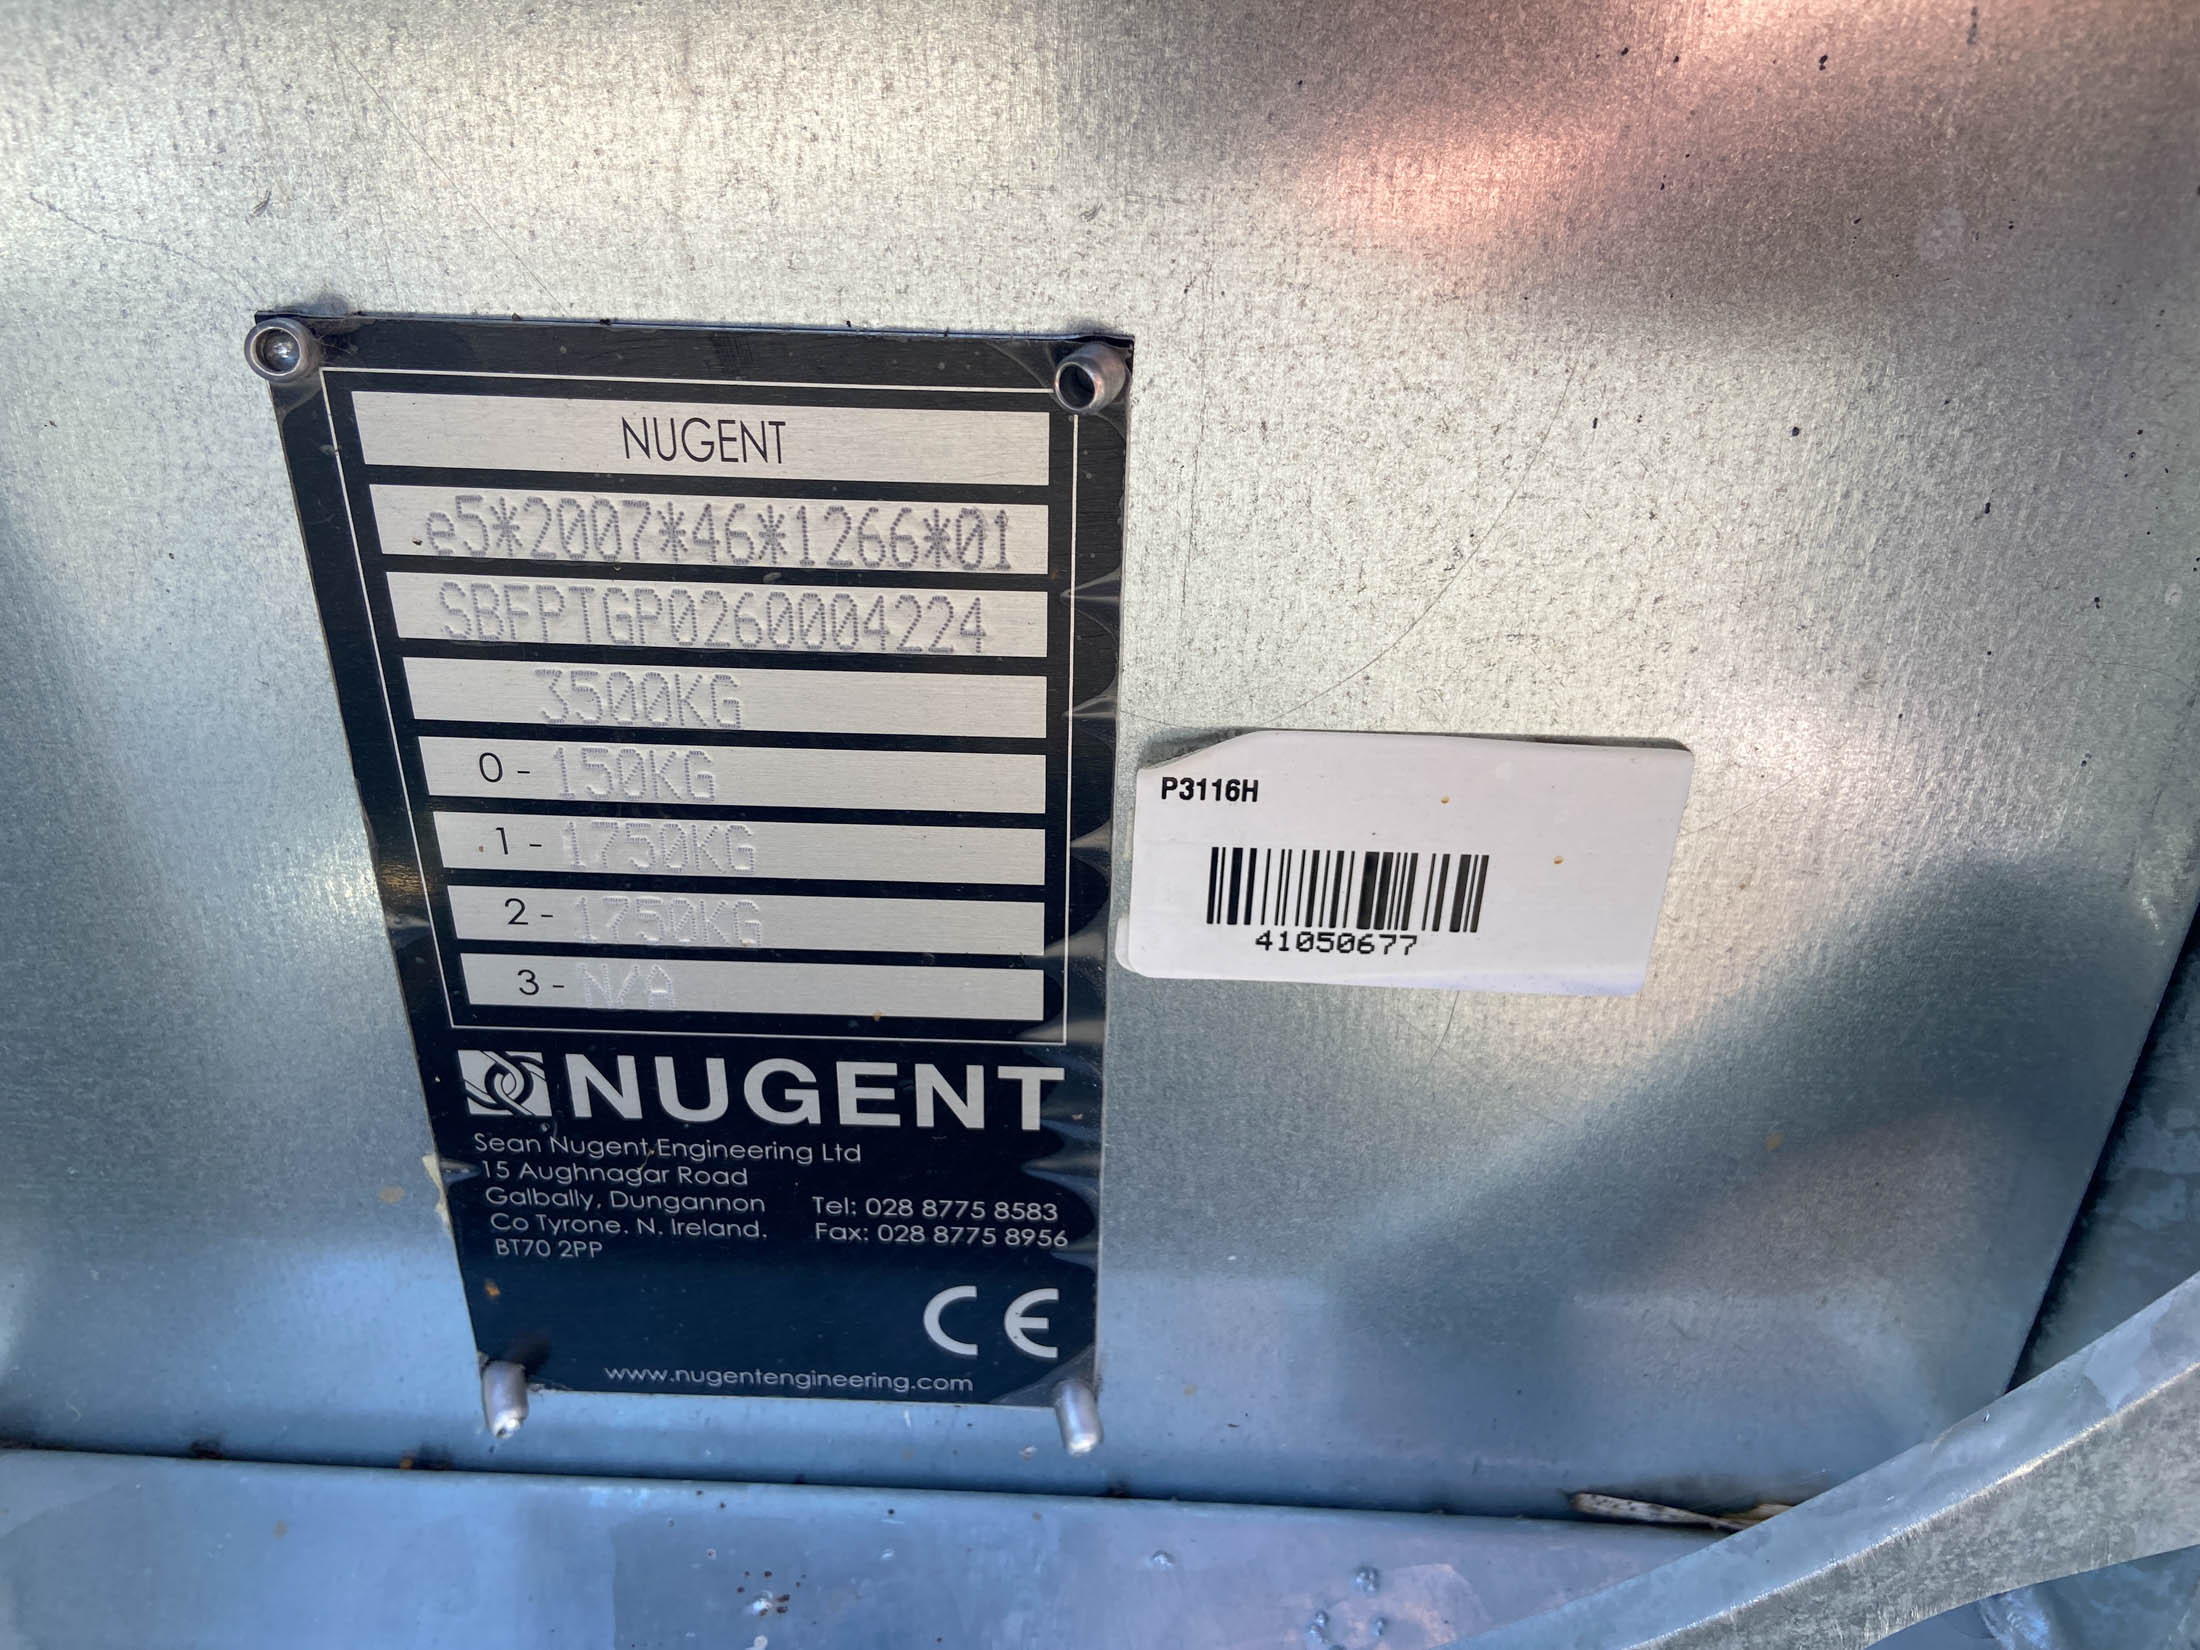 NUGENT
e5*2007*46*1266*01
SBFPTGP0260004224
3500KG
0 - 150KG
1 - 1750KG
2 - 1750KG
3 - N/A
NUGENT
Sean Nugent Engineering Ltd
15 Aughnagar Road
Galbally, Dungannon
Co Tyrone. N. Ireland.
BT70 2PP
Tel: 028 8775 8583
Fax: 028 8775 8956
CE
www.nugentengineering.com
P3116H
41050677